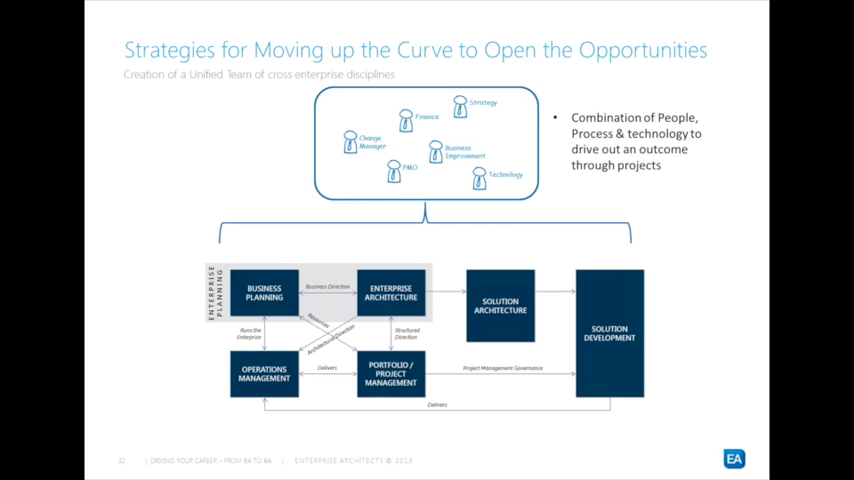 Strategies for Moving up the Curve to Open the Opportunities
Creation of a Unified Team of cross enterprise disciplines
Strategy
Finance
Change
Manager
Business
Improvement
PMO
Technology
• Combination of People,
Process & technology to
drive out an outcome
through projects
ENTERPRISE
PLANNING
BUSINESS
PLANNING
Business Direction
ENTERPRISE
ARCHITECTURE
SOLUTION
ARCHITECTURE
SOLUTION
DEVELOPMENT
Runs the
Enterprise
Resources
Architectural Direction
Structured
Direction
OPERATIONS
MANAGEMENT
Delivers
PORTFOLIO /
PROJECT
MANAGEMENT
Project Management Governance
Delivers
32 | DRIVING YOUR CAREER – FROM BA TO BA | ENTERPRISE ARCHITECTS © 2013
EA